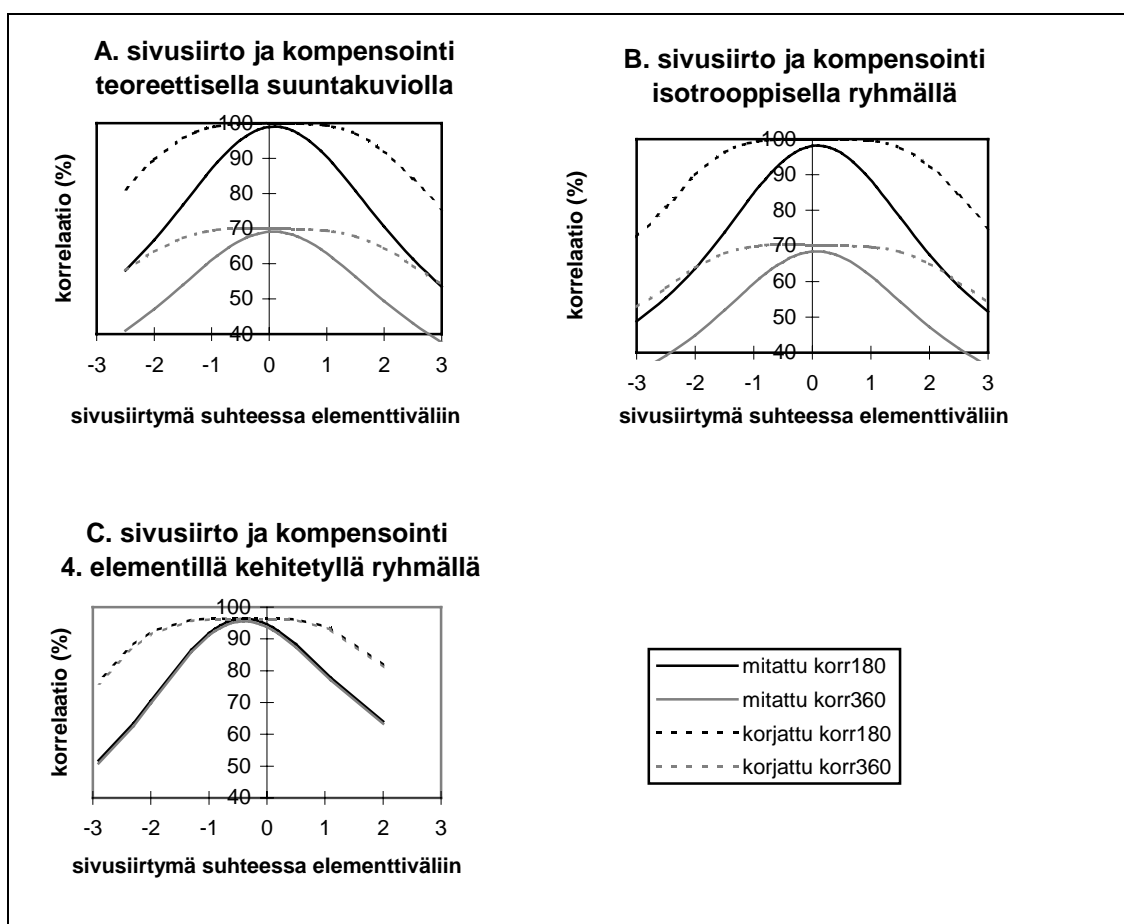 A. sivusiirto ja kompensointi
teoreettisella suuntakuviolla
korrelaatio (%)
100
90
80
70
60
50
40
-3 -2 -1 0 1 2 3
sivusiirtymä suhteessa elementtiväliin
B. sivusiirto ja kompensointi
isotrooppisella ryhmällä
korrelaatio (%)
100
90
80
70
60
50
40
-3 -2 -1 0 1 2 3
sivusiirtymä suhteessa elementtiväliin
C. sivusiirto ja kompensointi
4. elementillä kehitetyllä ryhmällä
korrelaatio (%)
100
90
80
70
60
50
40
-3 -2 -1 0 1 2 3
sivusiirtymä suhteessa elementtiväliin
mitattu korr180
mitattu korr360
korjattu korr180
korjattu korr360